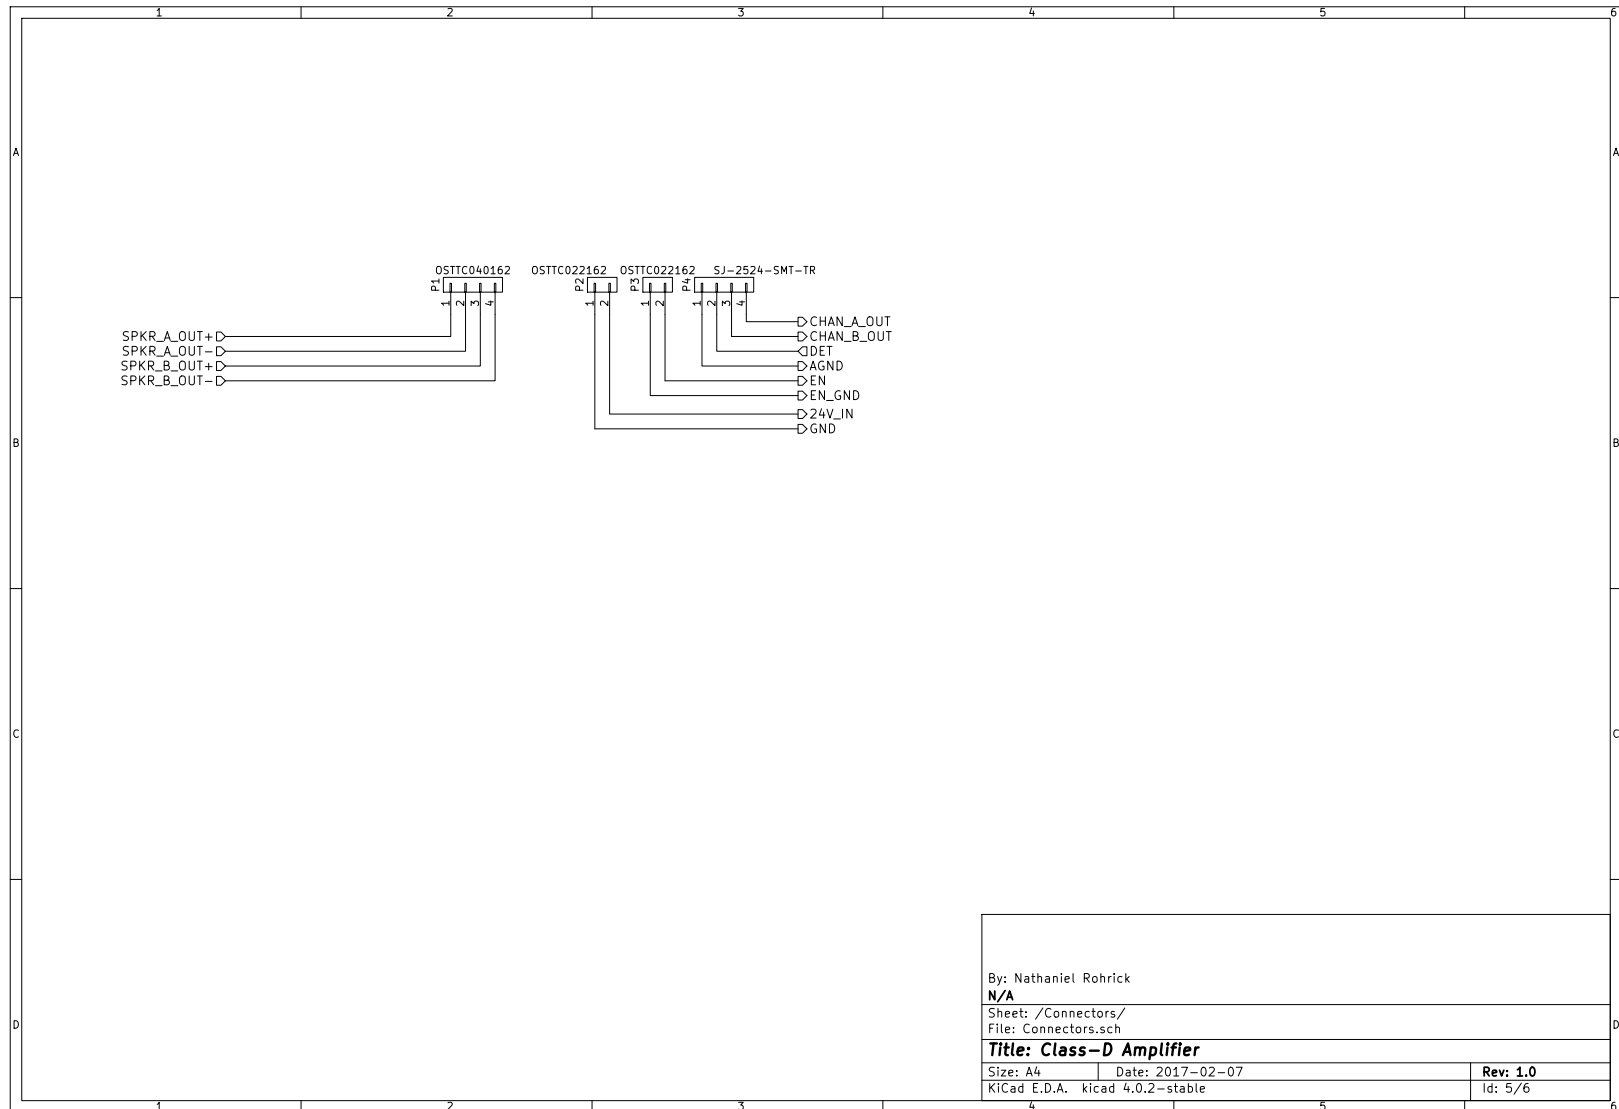 1 2 3 4 5 6
A A
OSTTC040162 OSTTC022162 OSTTC022162 SJ-2524-SMT-TR
P1 P2 P3 P4
1 2 3 4 1 2 1 2 1 2 3 4
CHAN_A_OUT
SPKR_A_OUT+ CHAN_B_OUT
SPKR_A_OUT- DET
SPKR_B_OUT+ AGND
SPKR_B_OUT- EN
EN_GND
24V_IN
GND
B B
C C
By: Nathaniel Rohrick
N/A
Sheet: /Connectors/
File: Connectors.sch
D D
Title: Class-D Amplifier
Size: A4 Date: 2017-02-07 Rev: 1.0
KiCad E.D.A. kicad 4.0.2-stable Id: 5/6
1 2 3 4 5 6